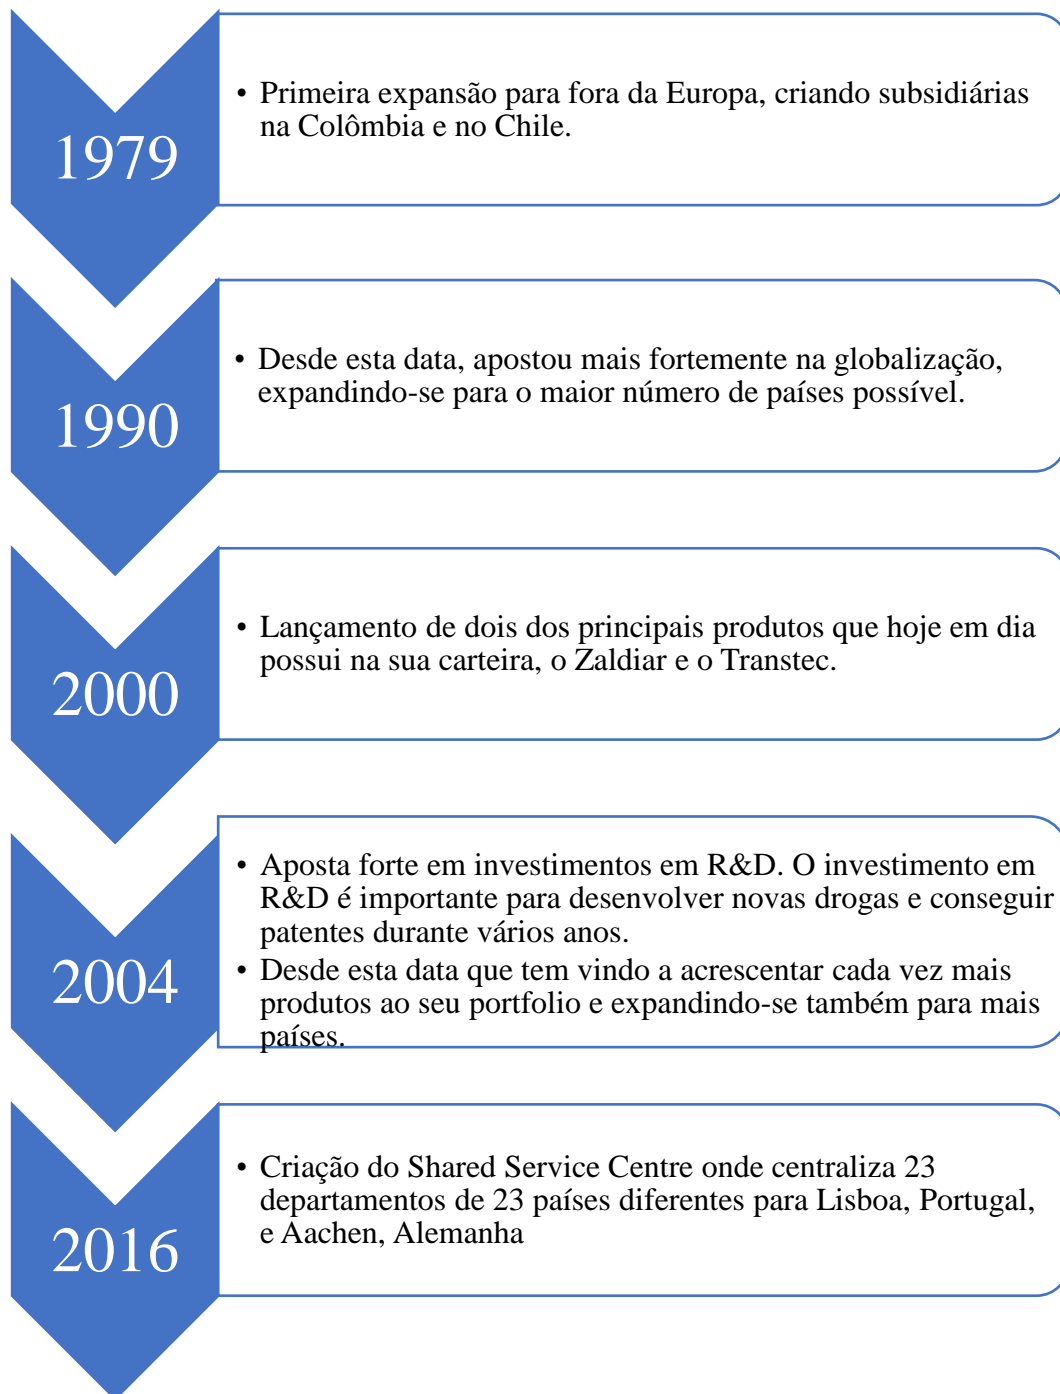 1979
• Primeira expansão para fora da Europa, criando subsidiárias
na Colômbia e no Chile.
1990
• Desde esta data, apostou mais fortemente na globalização,
expandindo-se para o maior número de países possível.
2000
• Lançamento de dois dos principais produtos que hoje em dia
possui na sua carteira, o Zaldiar e o Transtec.
2004
• Aposta forte em investimentos em R&D. O investimento em
R&D é importante para desenvolver novas drogas e conseguir
patentes durante vários anos.
• Desde esta data que tem vindo a acrescentar cada vez mais
produtos ao seu portfolio e expandindo-se também para mais
países.
2016
• Criação do Shared Service Centre onde centraliza 23
departamentos de 23 países diferentes para Lisboa, Portugal,
e Aachen, Alemanha